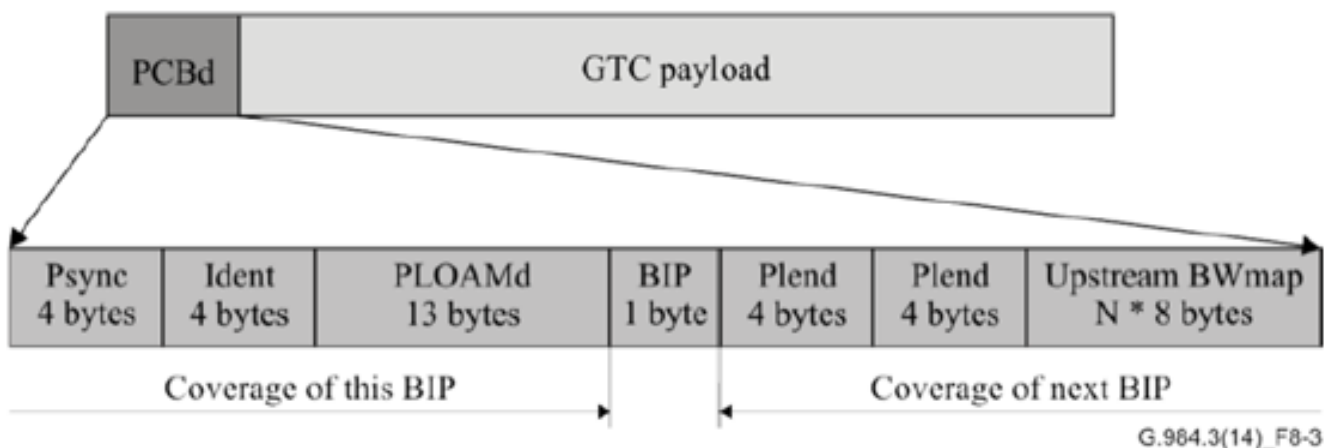 PCBd
GTC payload
Psync
4 bytes
Ident
4 bytes
PLOAMd
13 bytes
BIP
1 byte
Plend
4 bytes
Plend
4 bytes
Upstream BWmap
N * 8 bytes
Coverage of this BIP
Coverage of next BIP
G.984.3(14)_F8-3